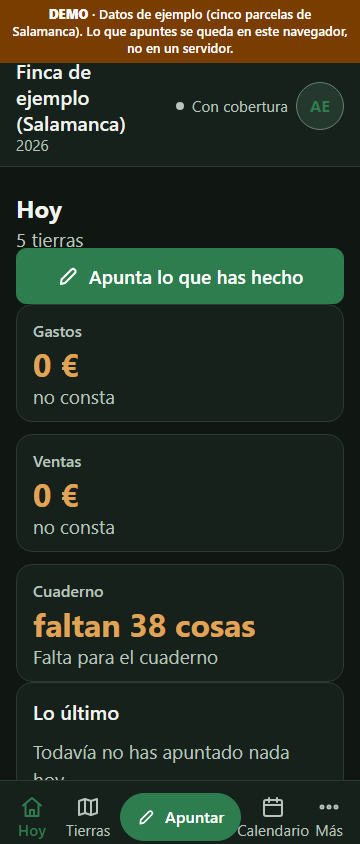 DEMO · Datos de ejemplo (cinco parcelas de
Salamanca). Lo que apuntes se queda en este navegador,
no en un servidor.
Finca de
ejemplo
(Salamanca)
2026
Con cobertura
AE
Hoy
5 tierras
Apunta lo que has hecho
Gastos
0 €
no consta
Ventas
0 €
no consta
Cuaderno
faltan 38 cosas
Falta para el cuaderno
Lo último
Todavía no has apuntado nada
hoy
Hoy
Tierras
Apuntar
Calendario
Más